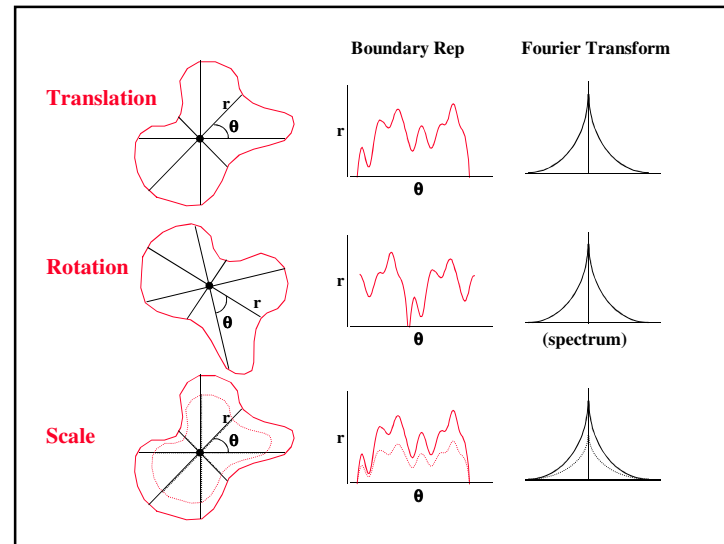 Boundary Rep Fourier Transform
Translation
r
θ
r
θ
Rotation
r
θ
r
θ
(spectrum)
Scale
r
θ
r
θ